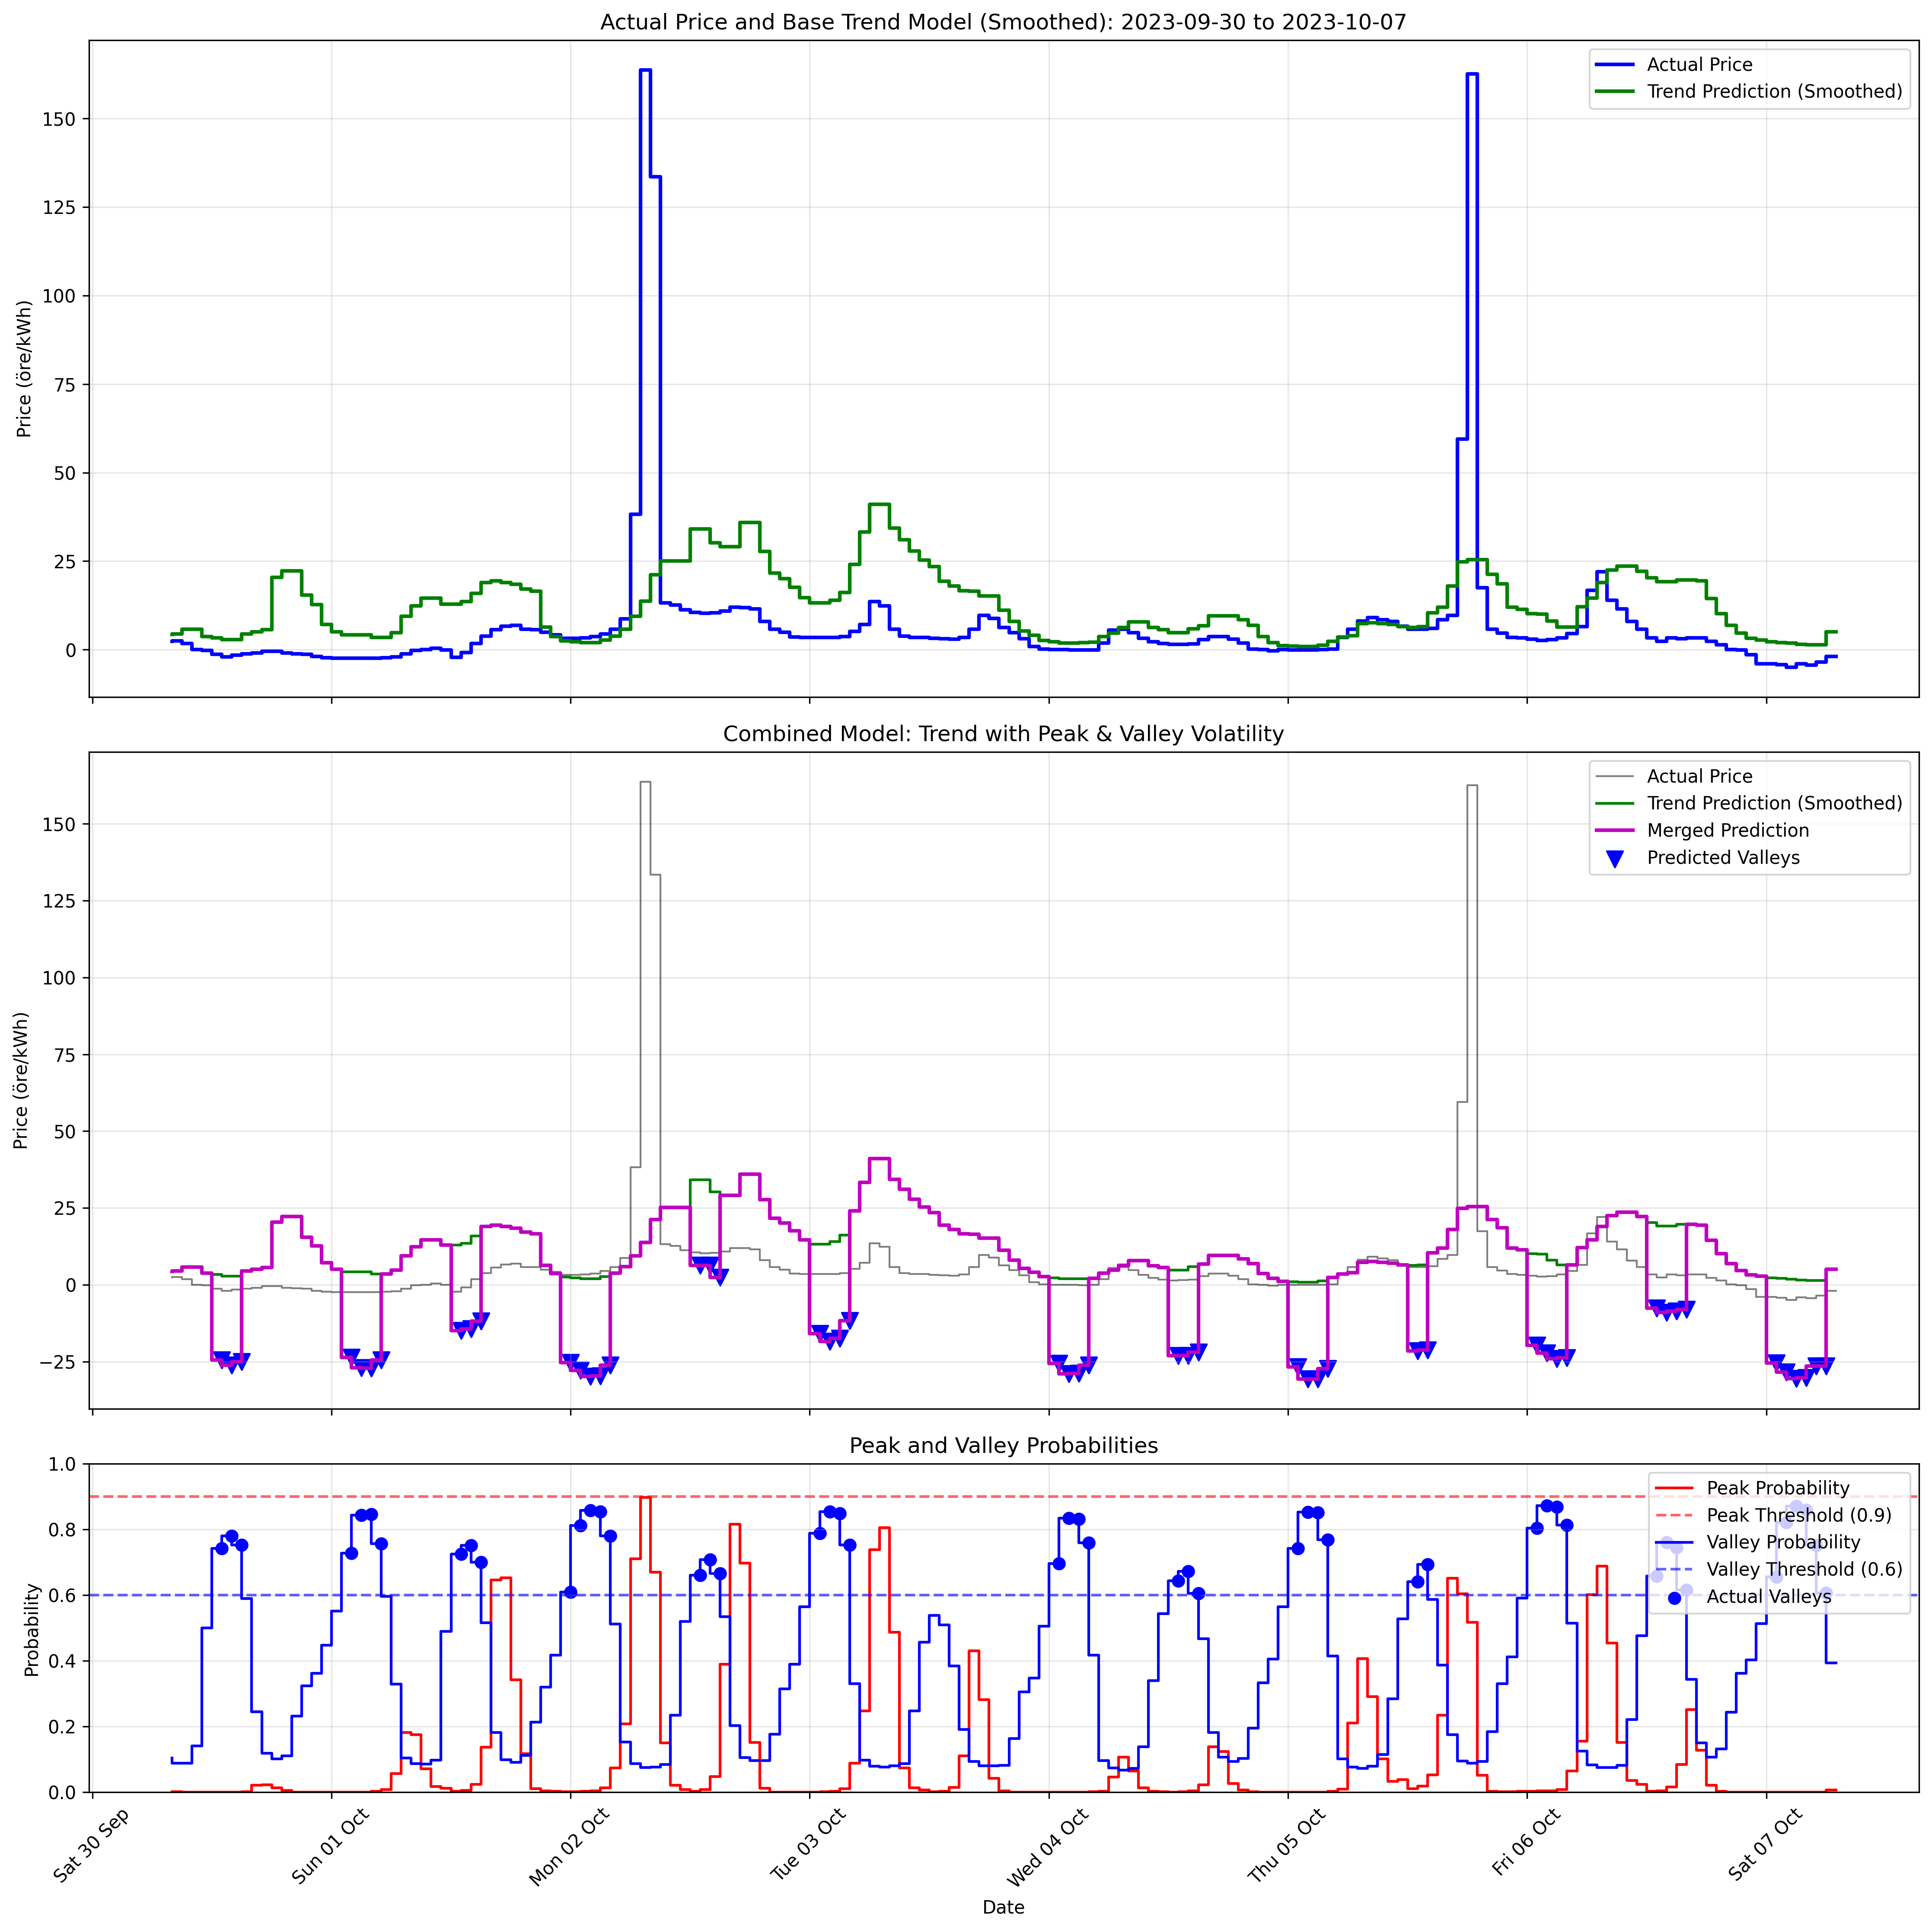 Actual Price and Base Trend Model (Smoothed): 2023-09-30 to 2023-10-07
Price (öre/kWh)
150
125
100
75
50
25
0
Actual Price
Trend Prediction (Smoothed)
Combined Model: Trend with Peak & Valley Volatility
Price (öre/kWh)
150
125
100
75
50
25
0
−25
Actual Price
Trend Prediction (Smoothed)
Merged Prediction
Predicted Valleys
Peak and Valley Probabilities
Probability
1.0
0.8
0.6
0.4
0.2
0.0
Peak Probability
Peak Threshold (0.9)
Valley Probability
Valley Threshold (0.6)
Actual Valleys
Sat 30 Sep
Sun 01 Oct
Mon 02 Oct
Tue 03 Oct
Wed 04 Oct
Thu 05 Oct
Fri 06 Oct
Sat 07 Oct
Date